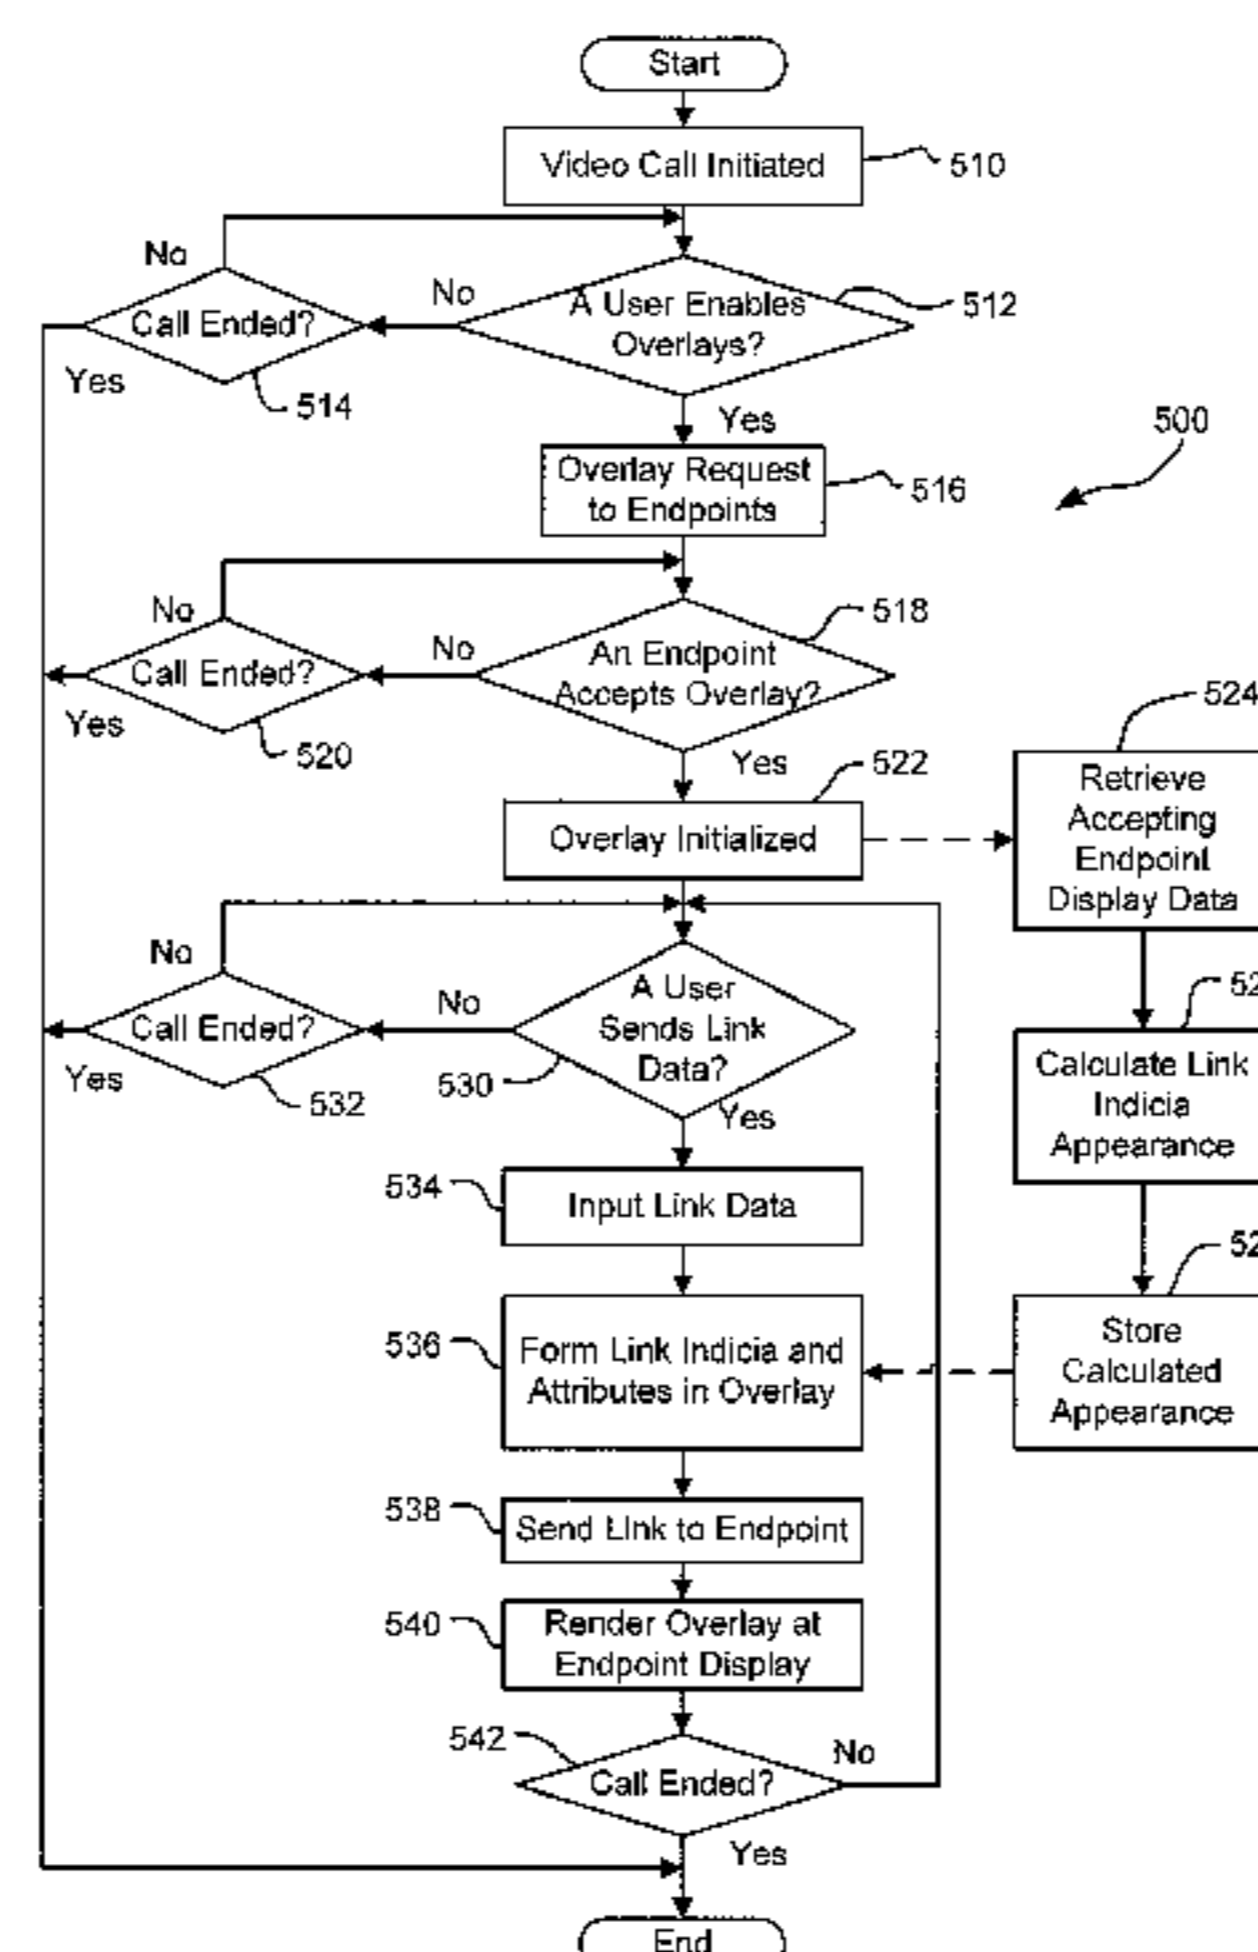 Start
Video Call Initiated
510
No
No
A User Enables
Overlays?
512
Call Ended?
Yes
514
Yes
500
Overlay Request
to Endpoints
516
No
No
An Endpoint
Accepts Overlay?
518
Call Ended?
Yes
520
Yes
522
524
Overlay Initialized
Retrieve
Accepting
Endpoint
Display Data
No
No
A User
Sends Link
Data?
Call Ended?
Yes
532
530
Yes
Calculate Link
Indicia
Appearance
534
Input Link Data
536
Form Link Indicia and
Attributes in Overlay
Store
Calculated
Appearance
538
Send Link to Endpoint
540
Render Overlay at
Endpoint Display
542
Call Ended?
No
Yes
End